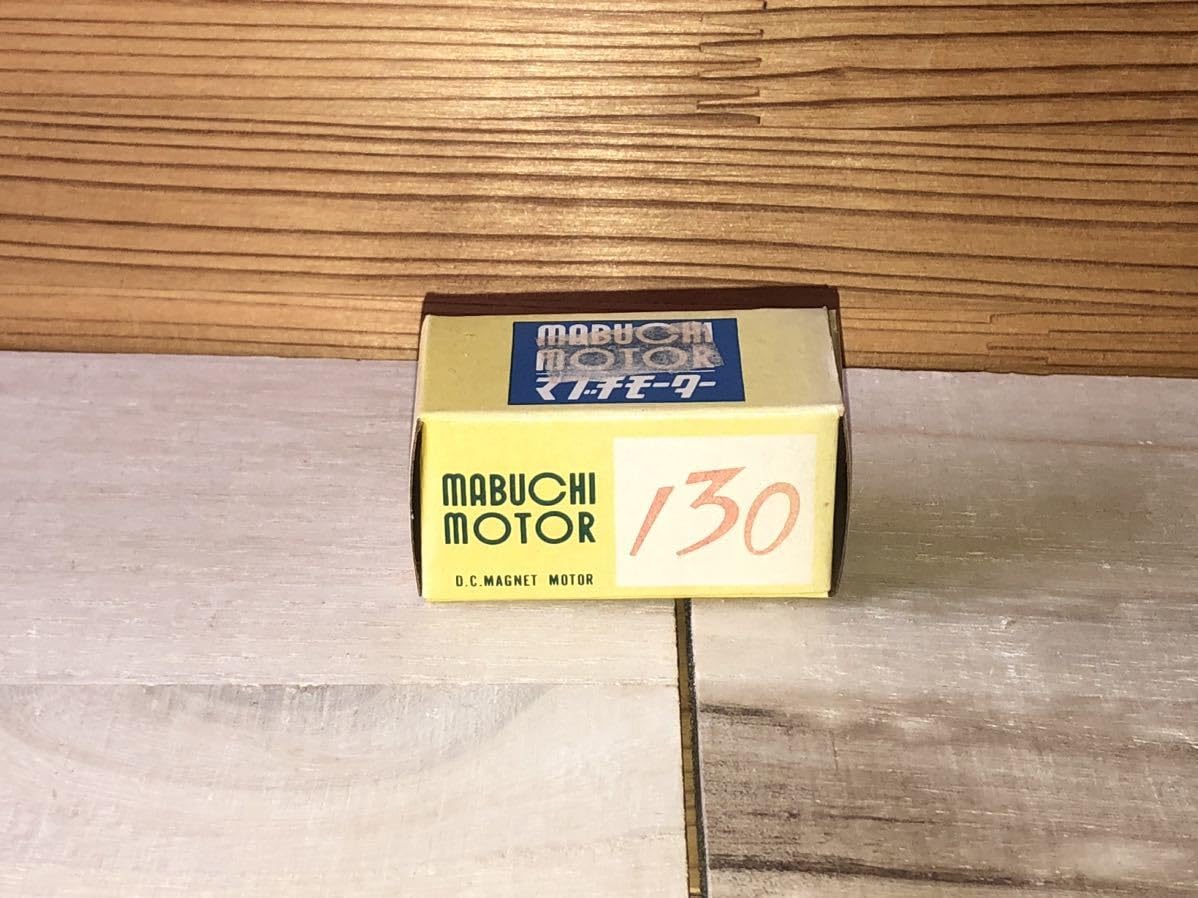 MABUCHI
MOTOR
マブチモーター
MABUCHI
MOTOR
D.C.MAGNET MOTOR
130